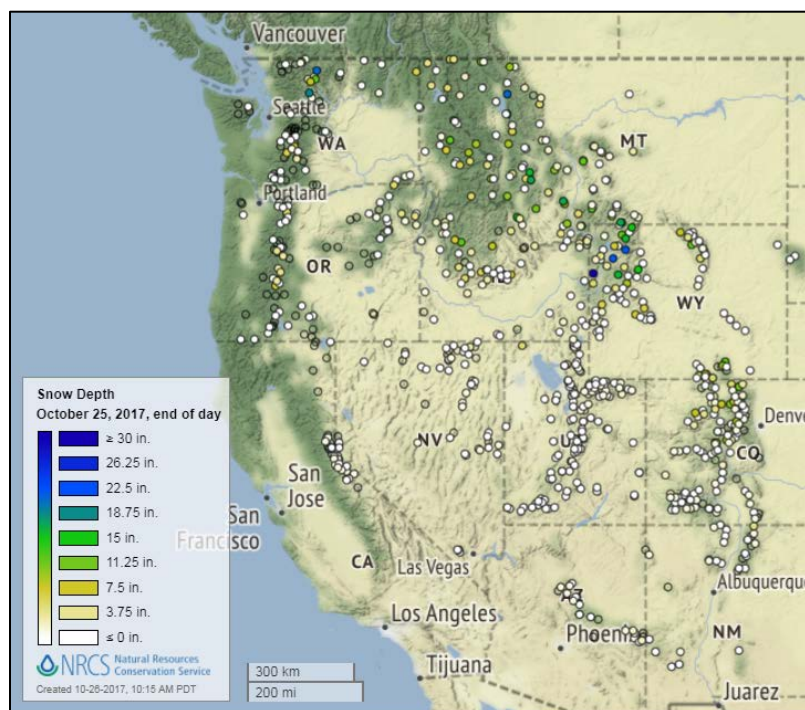 Vancouver
Seattle
WA
MT
Portland
OR
WY
Snow Depth
October 25, 2017, end of day
≥ 30 in.
26.25 in.
22.5 in.
18.75 in.
15 in.
11.25 in.
7.5 in.
3.75 in.
≤ 0 in.
NRCS Natural Resources
Conservation Service
Created 10-26-2017, 10:15 AM PDT
NV
Denv
CO
San
Jose
San
Francisco
CA
Las Vegas
Albuquerque
Los Angeles
Phoenix
NM
Tijuana
Juarez
300 km
200 mi